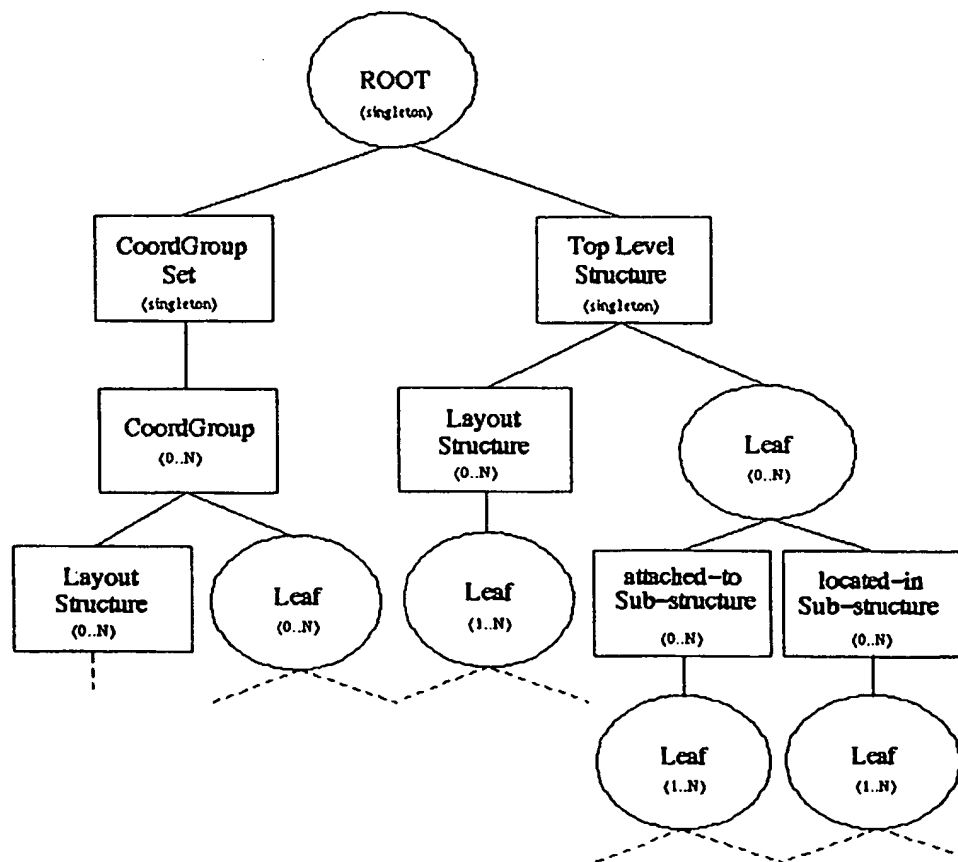 ROOT
(singleton)
CoordGroup
Set
(singleton)
Top Level
Structure
(singleton)
CoordGroup
(0..N)
Layout
Structure
(0..N)
Leaf
(0..N)
Layout
Structure
(0..N)
Leaf
(0..N)
Leaf
(1..N)
attached-to
Sub-structure
(0..N)
located-in
Sub-structure
(0..N)
Leaf
(1..N)
Leaf
(1..N)